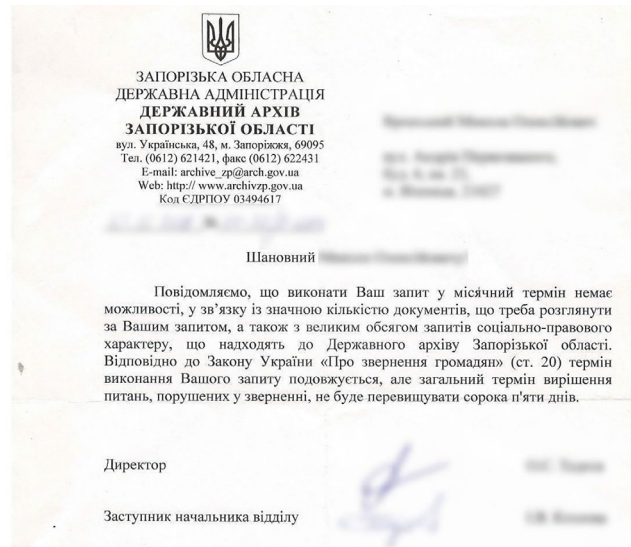 ЗАПОРІЗЬКА ОБЛАСНА
ДЕРЖАВНА АДМІНІСТРАЦІЯ
ДЕРЖАВНИЙ АРХІВ
ЗАПОРІЗЬКОЇ ОБЛАСТІ
вул. Українська, 48, м. Запоріжжя, 69095
Тел. (0612) 621421, факс (0612) 622431
E-mail: archive_zp@arch.gov.ua
Web: http:// www.archivzp.gov.ua
Код ЄДРПОУ 03494617
Шановний
Повідомляємо, що виконати Ваш запит у місячний термін немає
можливості, у зв’язку із значною кількістю документів, що треба розглянути
за Вашим запитом, а також з великим обсягом запитів соціально-правового
характеру, що надходять до Державного архіву Запорізької області.
Відповідно до Закону України «Про звернення громадян» (ст. 20) термін
виконання Вашого запиту подовжується, але загальний термін вирішення
питань, порушених у зверненні, не буде перевищувати сорока п'яти днів.
Директор
Заступник начальника відділу